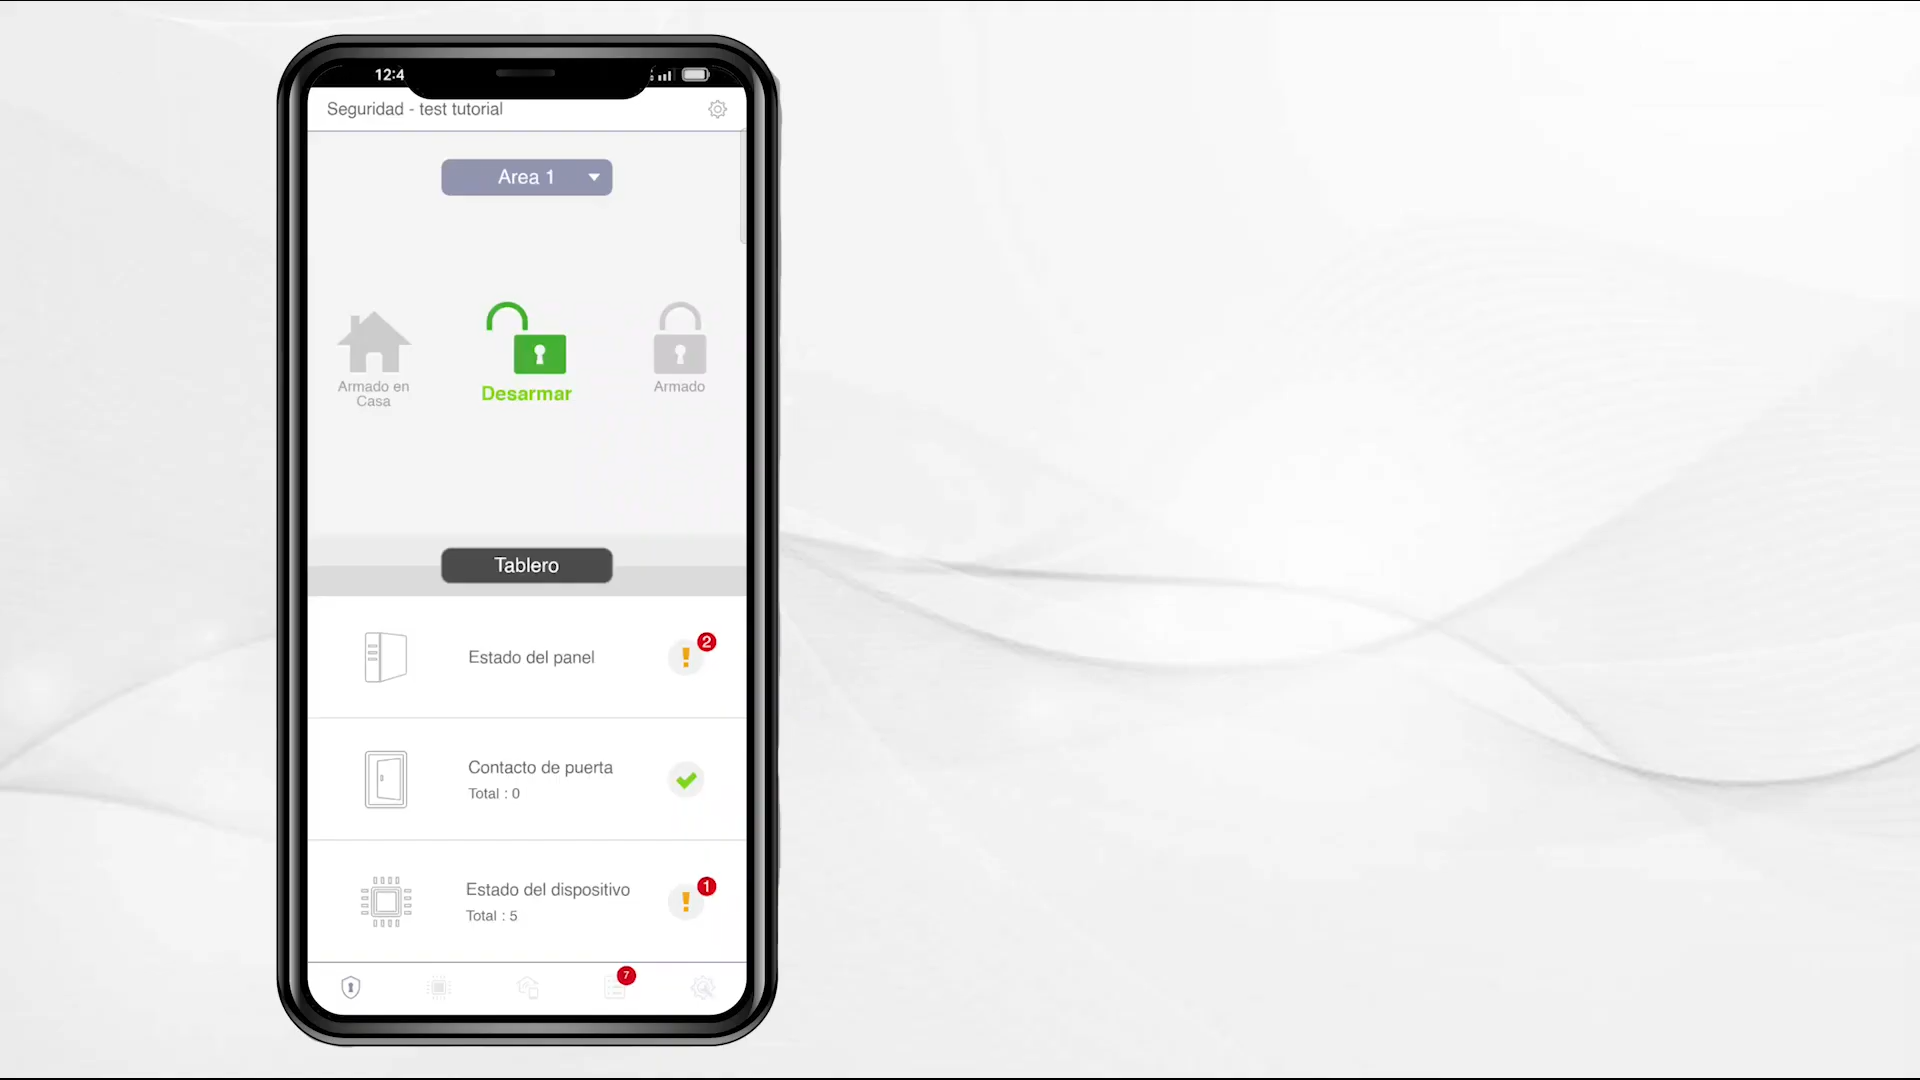 12:4
Seguridad - test tutorial
Area 1
Armado en
Casa
Desarmar
Armado
Tablero
Estado del panel
2
Contacto de puerta
Total : 0
Estado del dispositivo
1
Total : 5
7